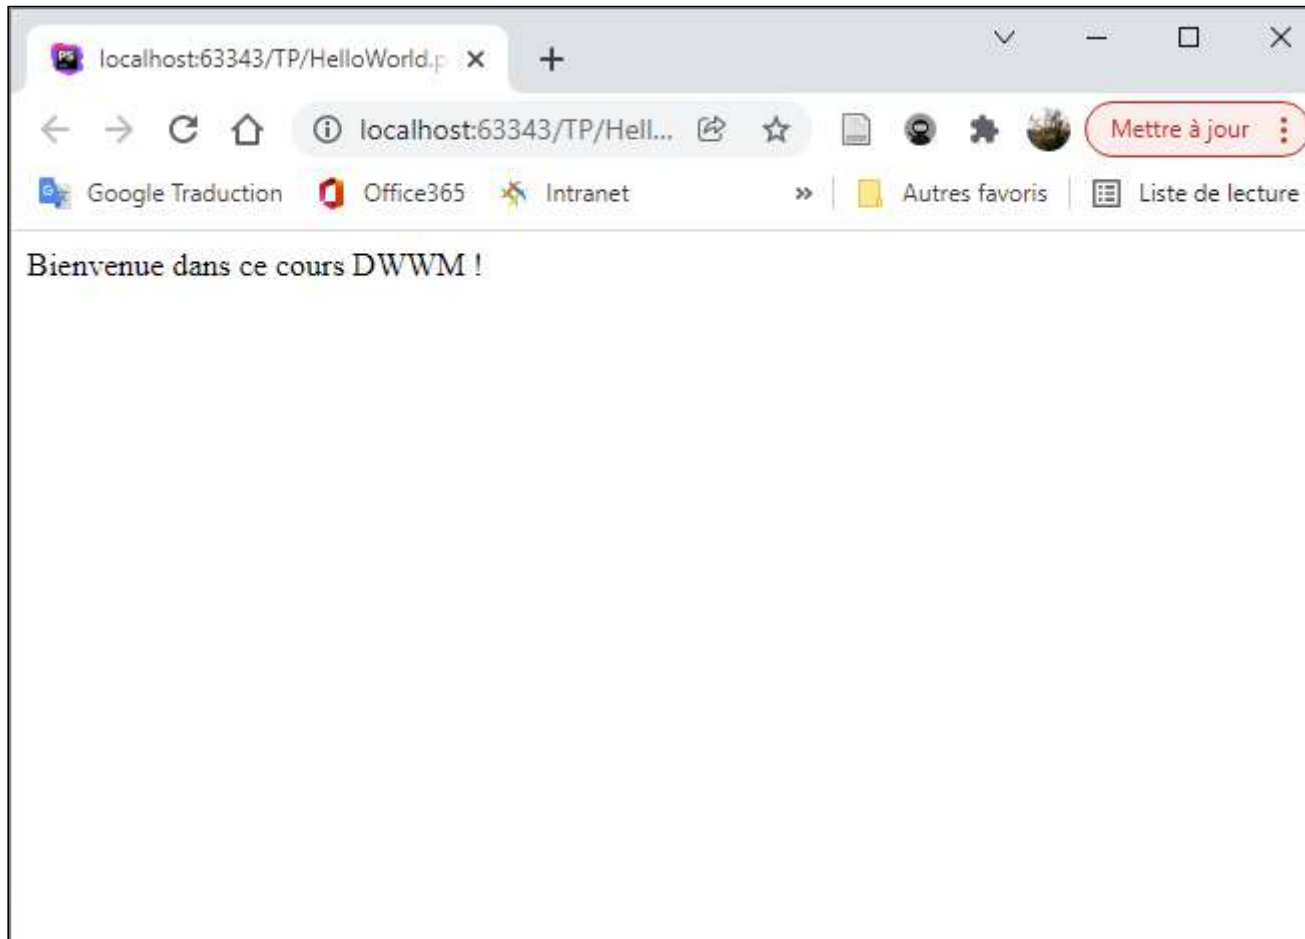 PS localhost:63343/TP/HelloWorld.p
localhost:63343/TP/Hell... Mettre à jour
Google Traduction Office365 Intranet » Autres favoris Liste de lecture
Bienvenue dans ce cours DWWM !